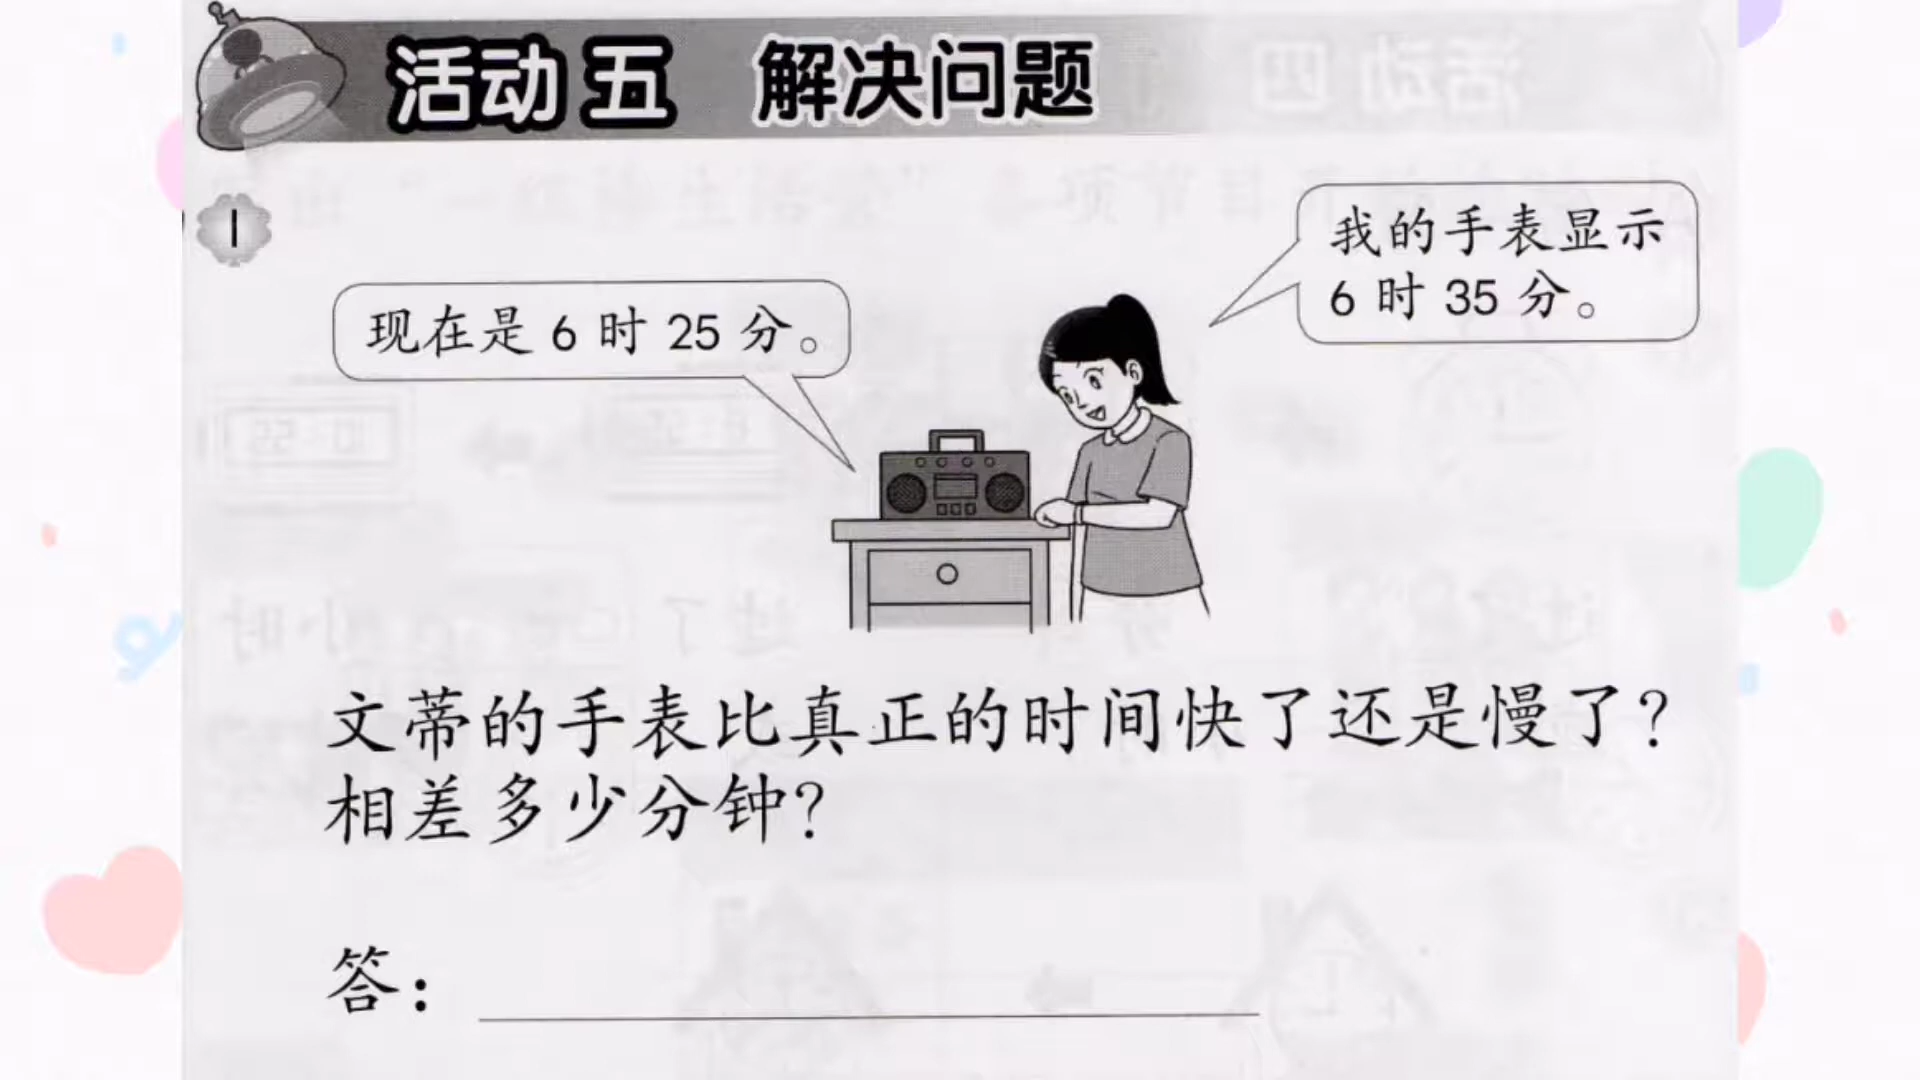 活动五 解决问题
1
我的手表显示
6 时 35 分。
现在是 6 时 25 分。
文蒂的手表比真正的时间快了还是慢了？
相差多少分钟？
答：